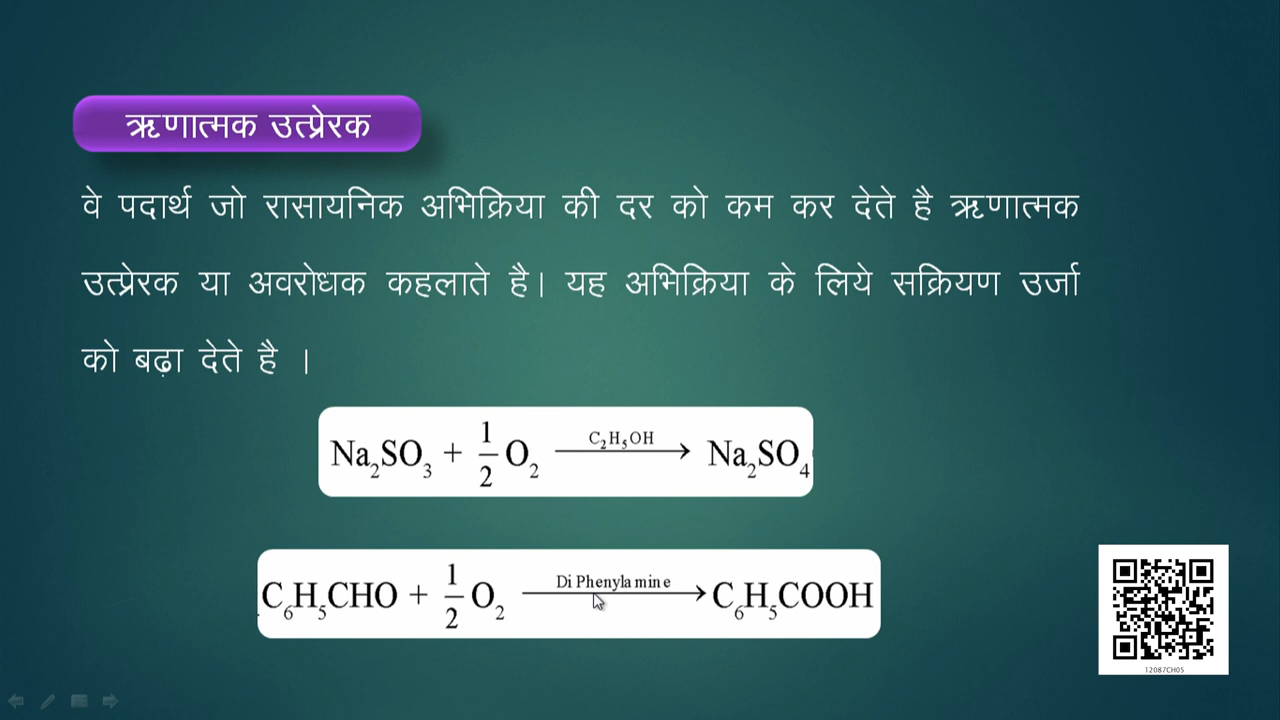 ऋणात्मक उत्प्रेरक
वे पदार्थ जो रासायनिक अभिक्रिया की दर को कम कर देते है ऋणात्मक
उत्प्रेरक या अवरोधक कहलाते है। यह अभिक्रिया के लिये सक्रियण उर्जा
को बढ़ा देते है ।
Na₂SO₃ + 1/2 O₂ —C₂H₅OH→ Na₂SO₄
C₆H₅CHO + 1/2 O₂ —Di Phenylamine→ C₆H₅COOH
12087CH05